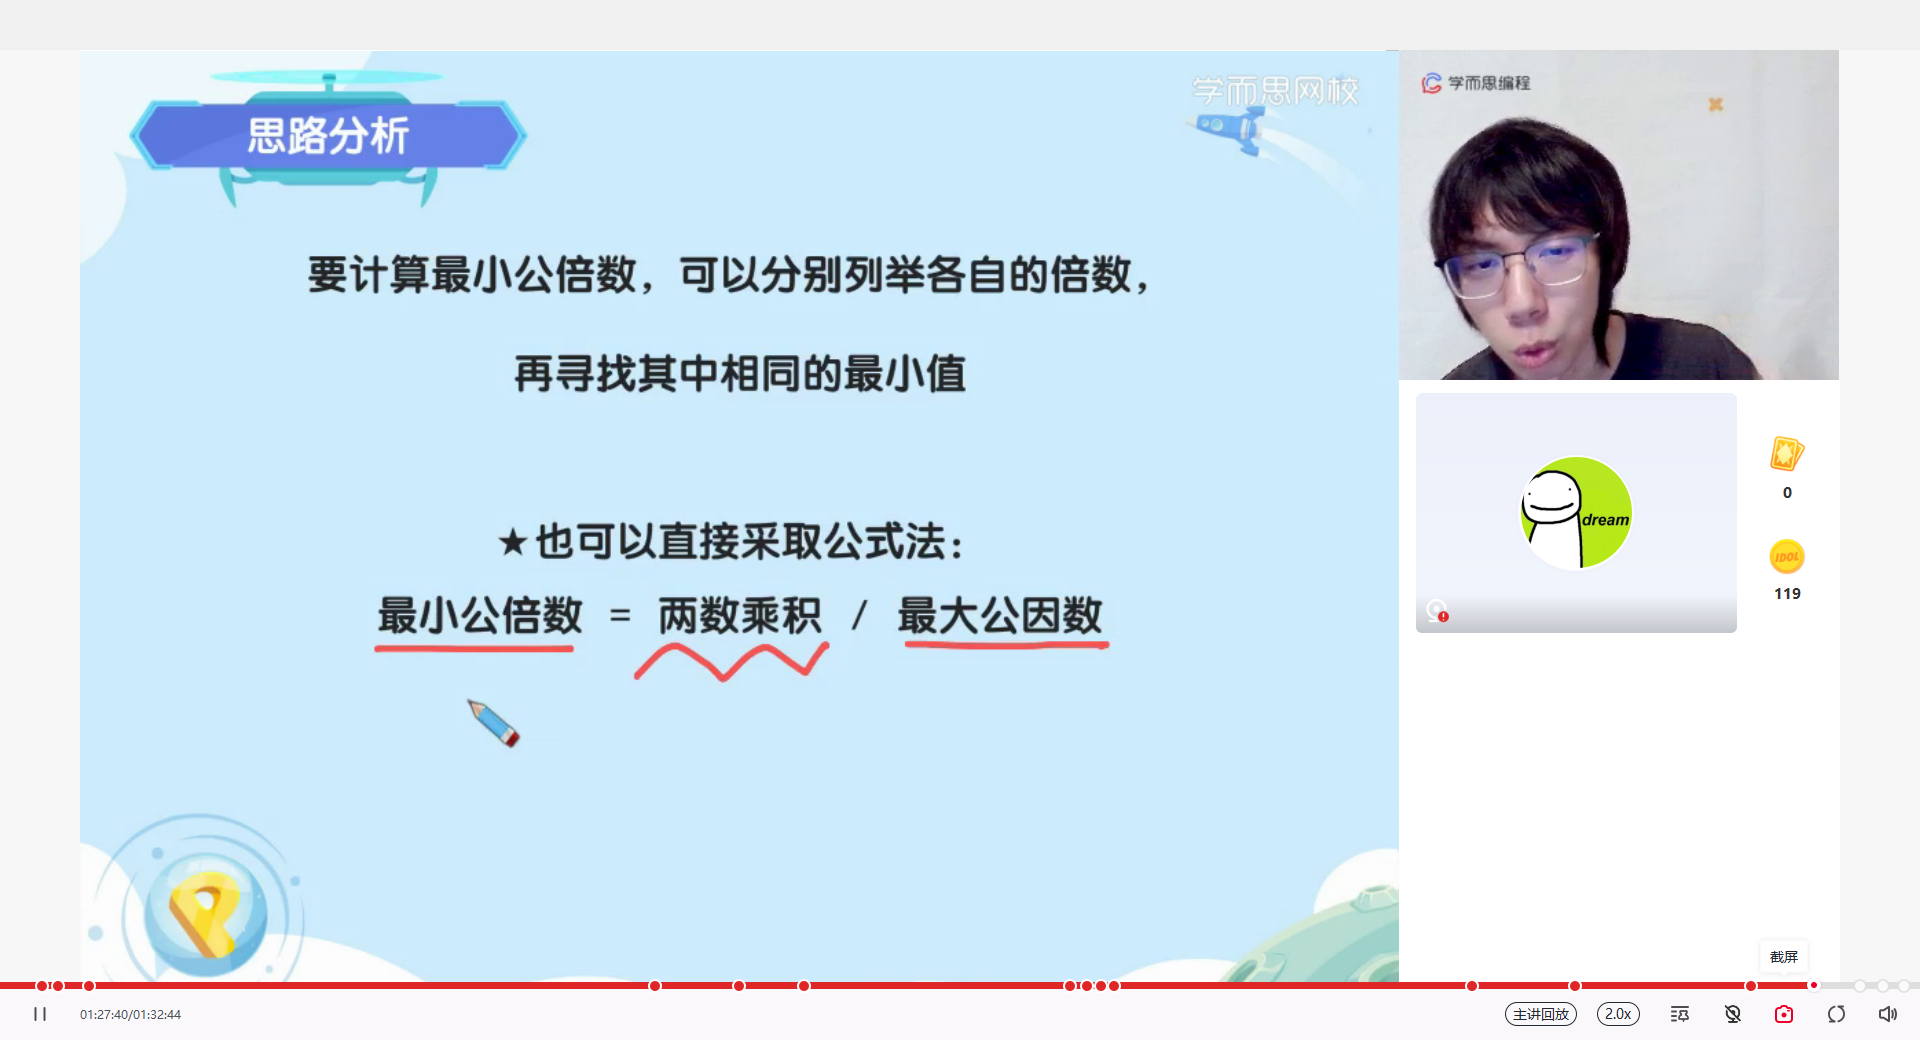 学而思网校
思路分析
要计算最小公倍数，可以分别列举各自的倍数，
再寻找其中相同的最小值
★也可以直接采取公式法：
最小公倍数 = 两数乘积 / 最大公因数
学而思编程
dream
0
IDOL
119
截屏
01:27:40/01:32:44
主讲回放
2.0x